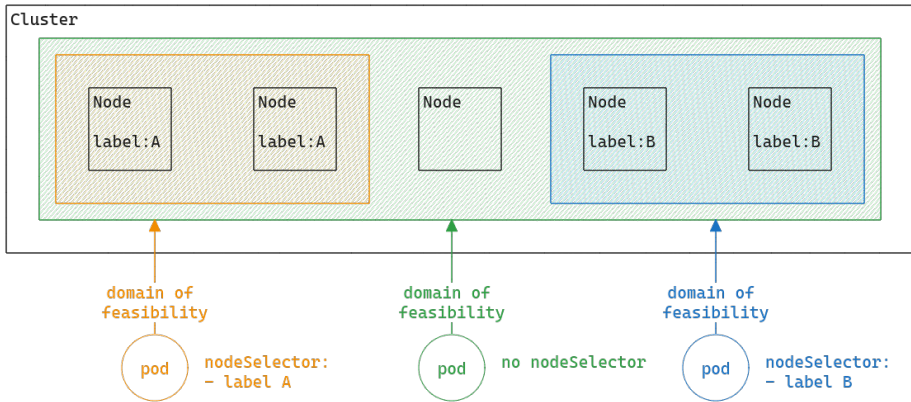 Cluster
Node
label:A
Node
label:A
Node
Node
label:B
Node
label:B
domain of
feasibility
domain of
feasibility
domain of
feasibility
pod
nodeSelector:
- label A
pod
no nodeSelector
pod
nodeSelector:
- label B